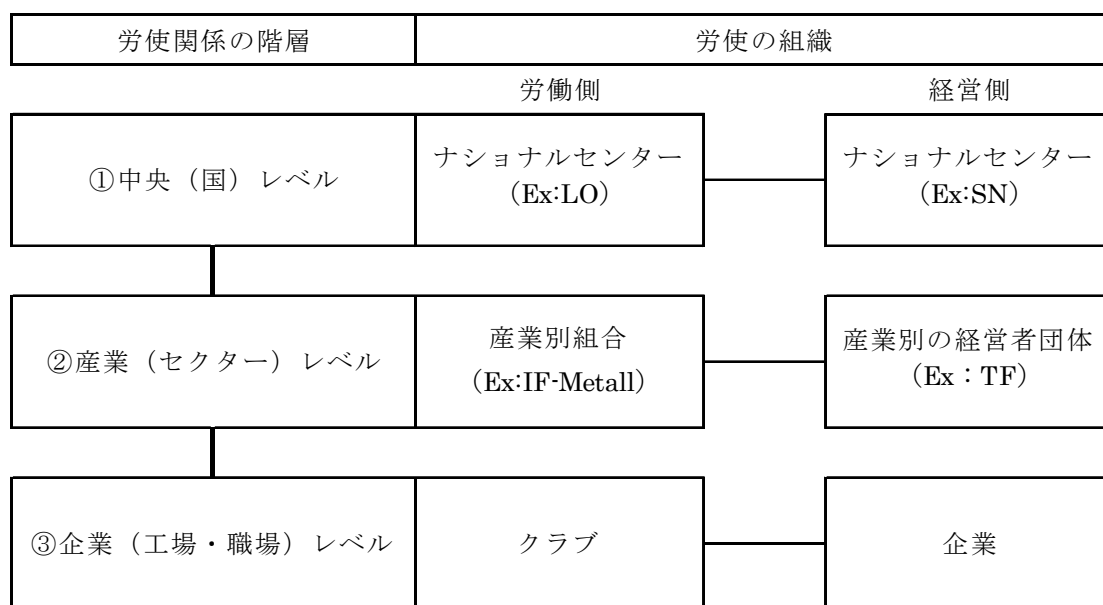 労使関係の階層
労使の組織
労働側
経営側
①中央（国）レベル
ナショナルセンター
（Ex:LO）
ナショナルセンター
（Ex:SN）
②産業（セクター）レベル
産業別組合
（Ex:IF-Metall）
産業別の経営者団体
（Ex：TF）
③企業（工場・職場）レベル
クラブ
企業